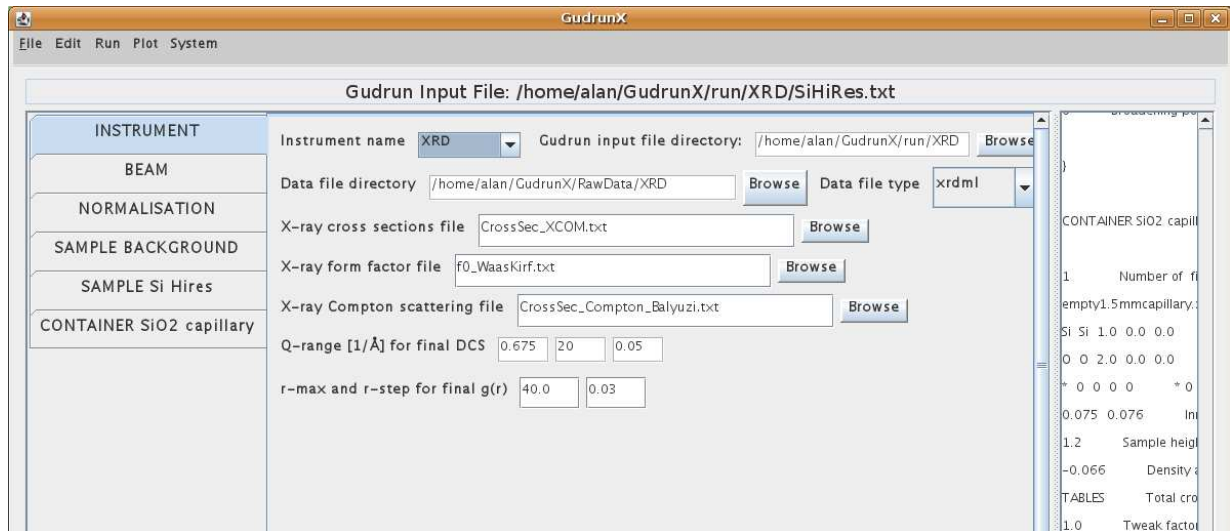 GudrunX
File Edit Run Plot System
Gudrun Input File: /home/alan/GudrunX/run/XRD/SiHiRes.txt
INSTRUMENT
BEAM
NORMALISATION
SAMPLE BACKGROUND
SAMPLE Si Hires
CONTAINER SiO2 capillary
Instrument name XRD Gudrun input file directory: /home/alan/GudrunX/run/XRD Browse
Data file directory /home/alan/GudrunX/RawData/XRD Browse Data file type xrdml
X-ray cross sections file CrossSec_XCOM.txt Browse
X-ray form factor file f0_WaasKirf.txt Browse
X-ray Compton scattering file CrossSec_Compton_Balyuzi.txt Browse
Q-range [1/Å] for final DCS 0.675 20 0.05
r-max and r-step for final g(r) 40.0 0.03
}
CONTAINER SiO2 capill
1 Number of fi
empty1.5mmcapillary.
Si Si 1.0 0.0 0.0
O O 2.0 0.0 0.0
* 0 0 0 0 * 0
0.075 0.076
1.2 Sample heig
-0.066 Density
TABLES Total cro
1.0 Tweak facto